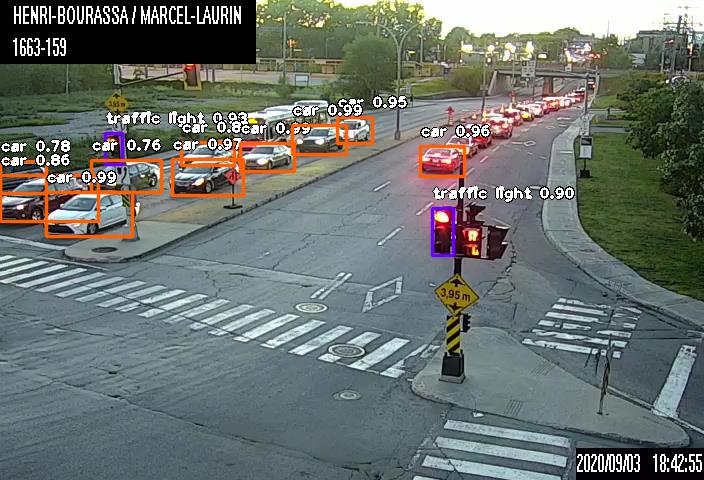 HENRI-BOURASSA / MARCEL-LAURIN
1663-159
car 0.95
car 0.99
traffic light 0.93
car 0.8
car 0.99
car 0.96
car 0.78
car 0.76
car 0.97
car 0.86
car 0.99
traffic light 0.90
3,95 m
2020/09/03 18:42:55